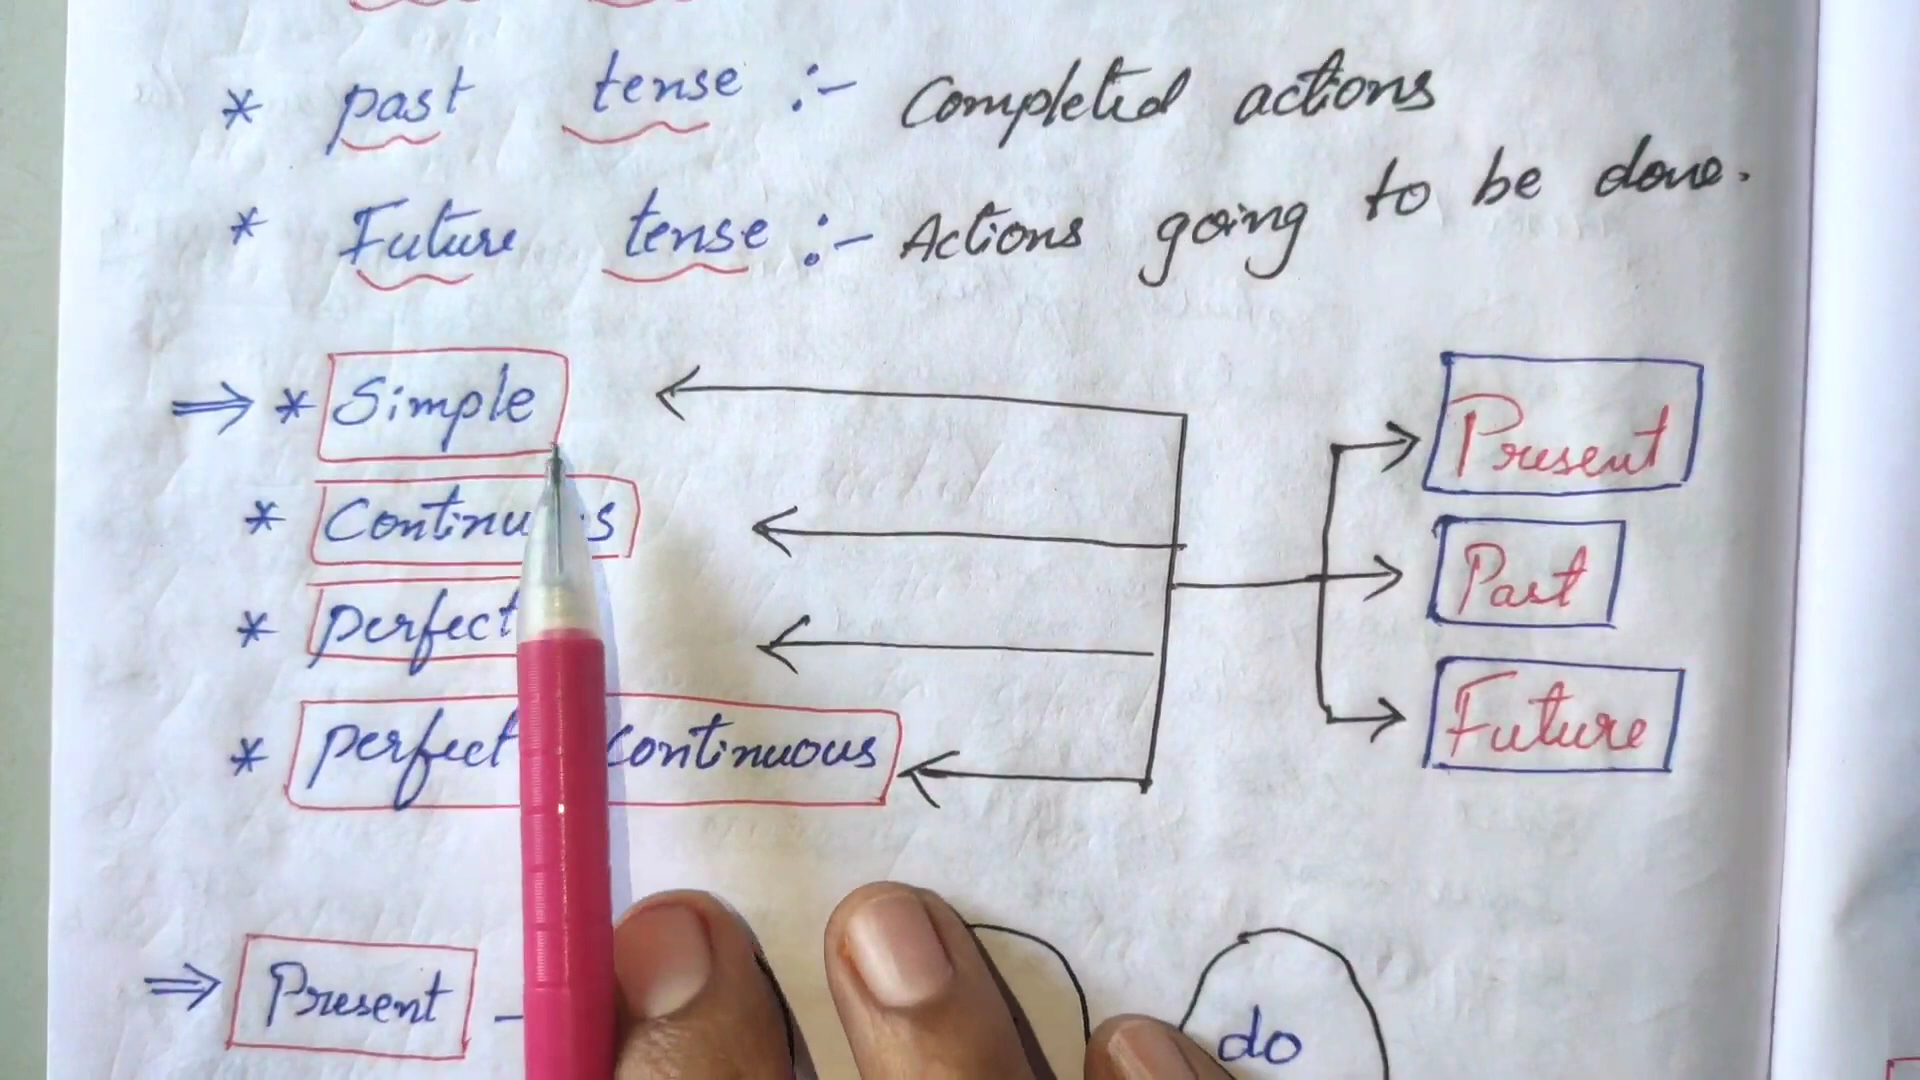 * past tense :- Completed actions
* Future tense :- Actions going to be done.
⇒ * Simple
* Continuous
* perfect
* perfect continuous
Present
Past
Future
⇒ Present -
do